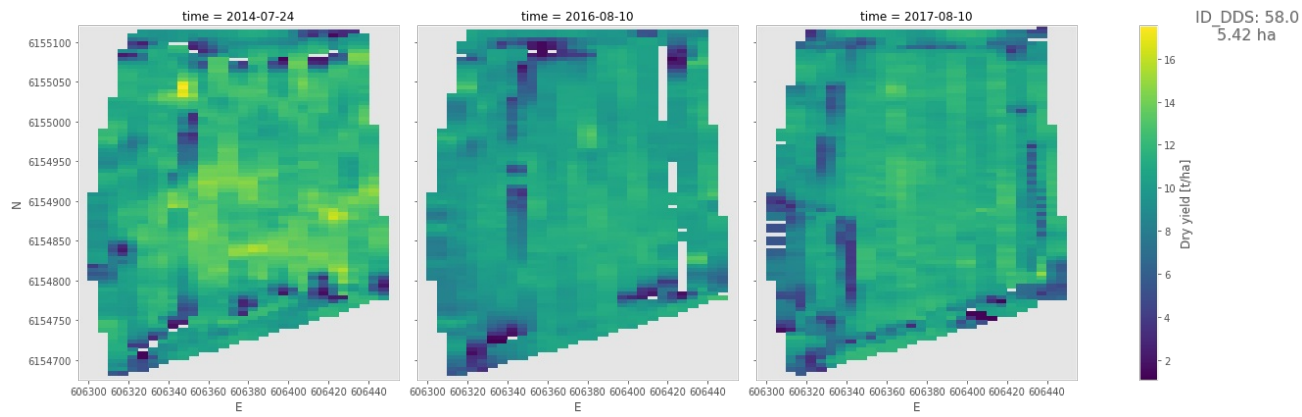 time = 2014-07-24
time = 2016-08-10
time = 2017-08-10
ID_DDS: 58.0
5.42 ha
6155100
6155050
6155000
6154950
6154900
6154850
6154800
6154750
6154700
N
606300 606320 606340 606360 606380 606400 606420 606440
E
606300 606320 606340 606360 606380 606400 606420 606440
E
606300 606320 606340 606360 606380 606400 606420 606440
E
16
14
12
10
8
6
4
2
Dry yield [t/ha]